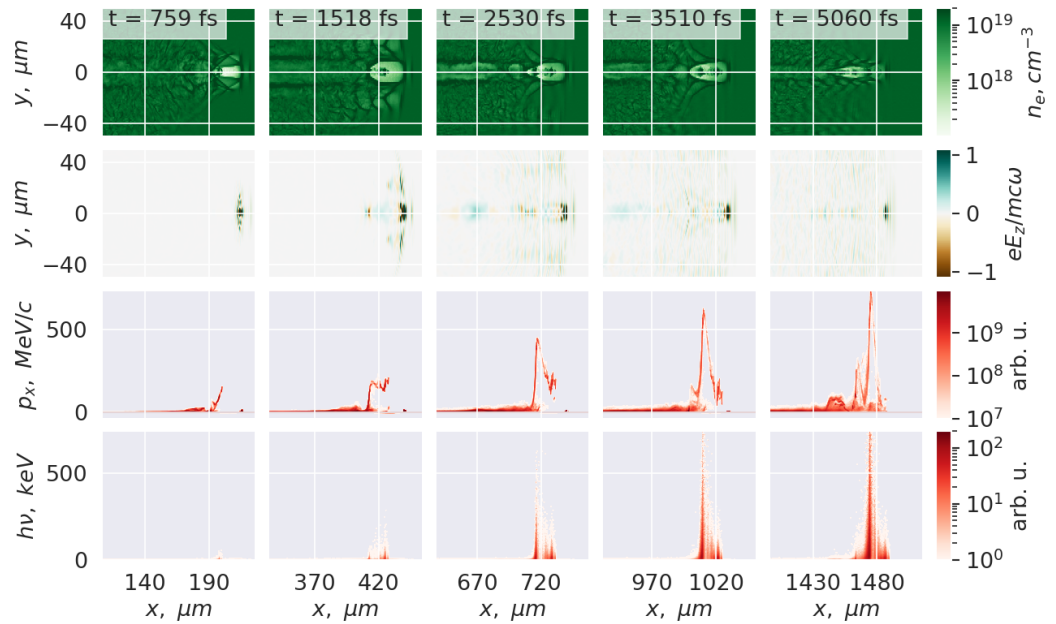 t = 759 fs
t = 1518 fs
t = 2530 fs
t = 3510 fs
t = 5060 fs
y, μm
40
0
−40
10^19
10^18
n_e, cm^−3
y, μm
40
0
−40
1
0
−1
eE_z/mcω
p_x, MeV/c
500
0
10^9
10^8
10^7
arb. u.
hν, keV
500
0
10^2
10^1
10^0
arb. u.
140 190
370 420
670 720
970 1020
1430 1480
x, μm
x, μm
x, μm
x, μm
x, μm